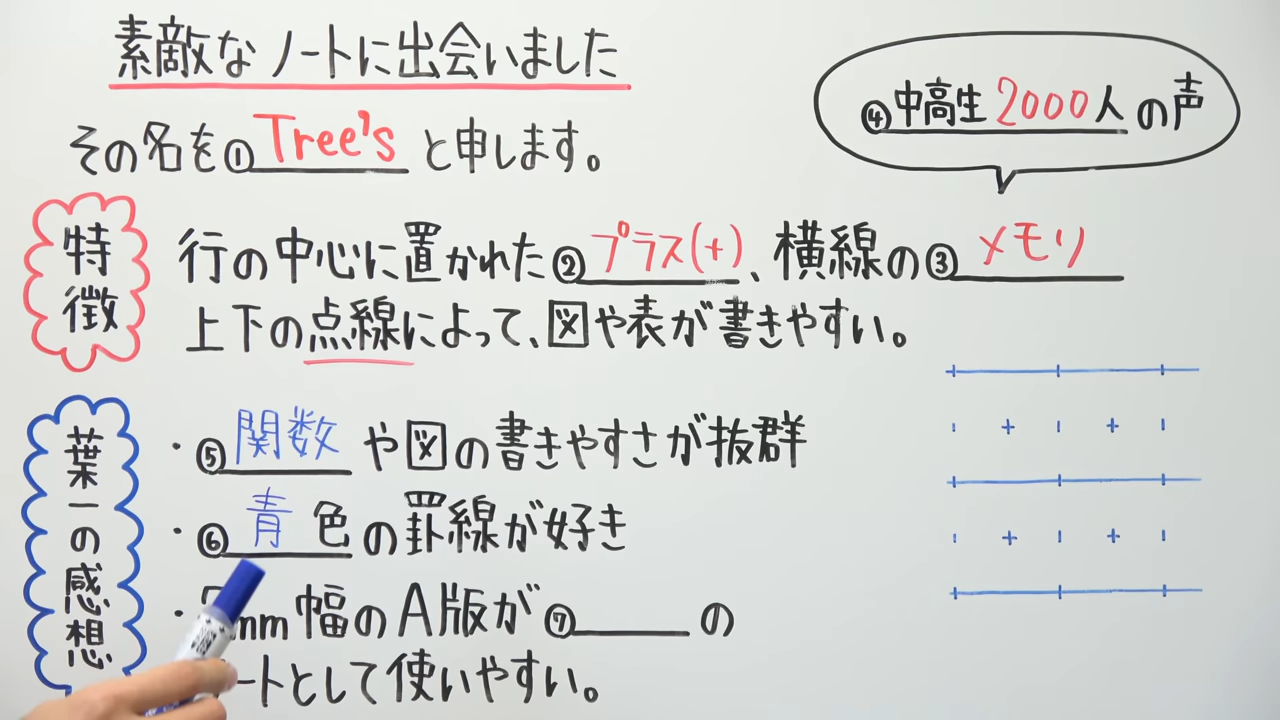 素敵なノートに出会いました
その名を①Tree'sと申します。
④中高生2000人の声
特徴
行の中心に置かれた②プラス(+)、横線の③メモリ
上下の点線によって、図や表が書きやすい。
葉一の感想
・⑤関数や図の書きやすさが抜群
・⑥青色の罫線が好き
・mm幅のA版が⑦の
ートとして使いやすい。